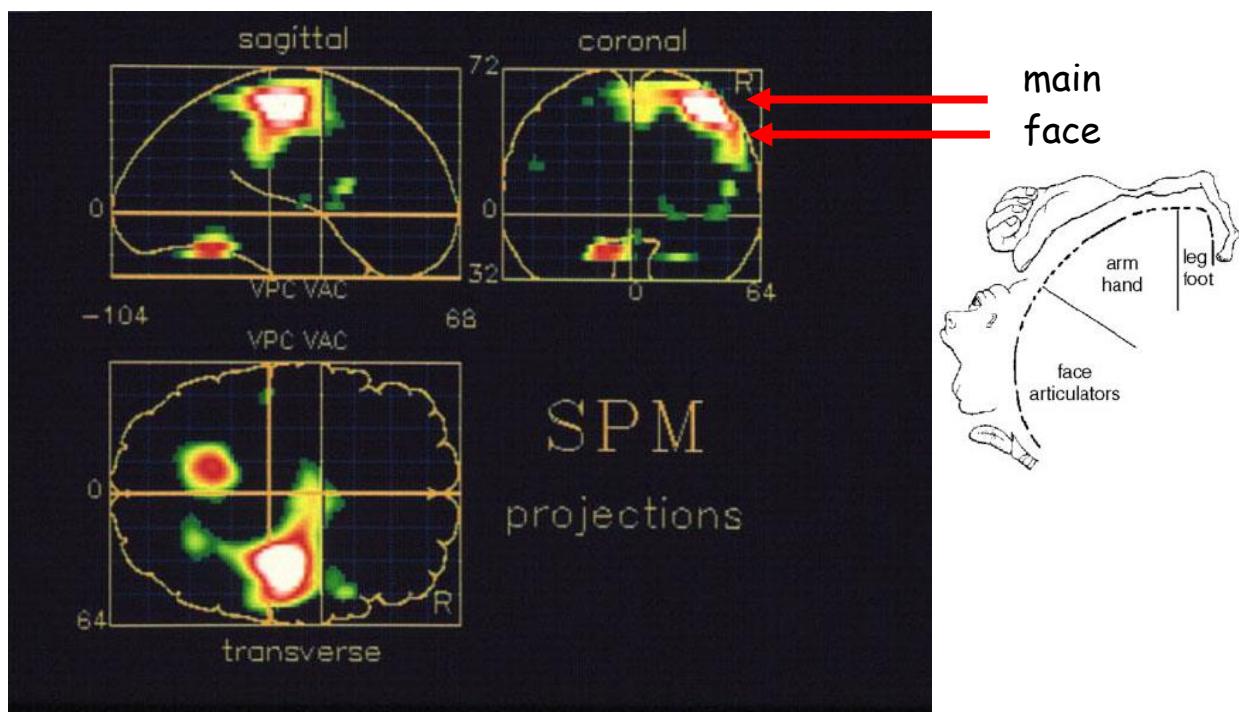 sagittal
coronal
72
R
main
face
0
0
32
VPC VAC
0
64
-104
68
VPC VAC
arm
hand
leg
foot
face
articulators
0
SPM
projections
64
R
transverse